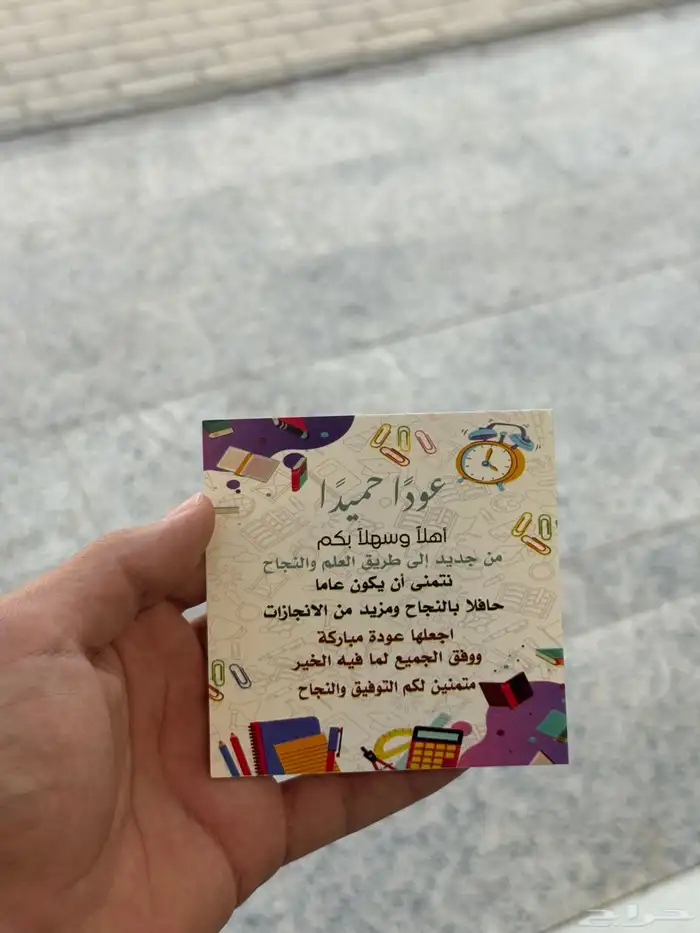 عودًا حميدًا
أهلاً وسهلاً بكم
من جديد إلى طريق العلم والنجاح
نتمنى أن يكون عاما
حافلا بالنجاح ومزيد من الانجازات
اجعلها عودة مباركة
ووفق الجميع لما فيه الخير
متمنين لكم التوفيق والنجاح
حراج